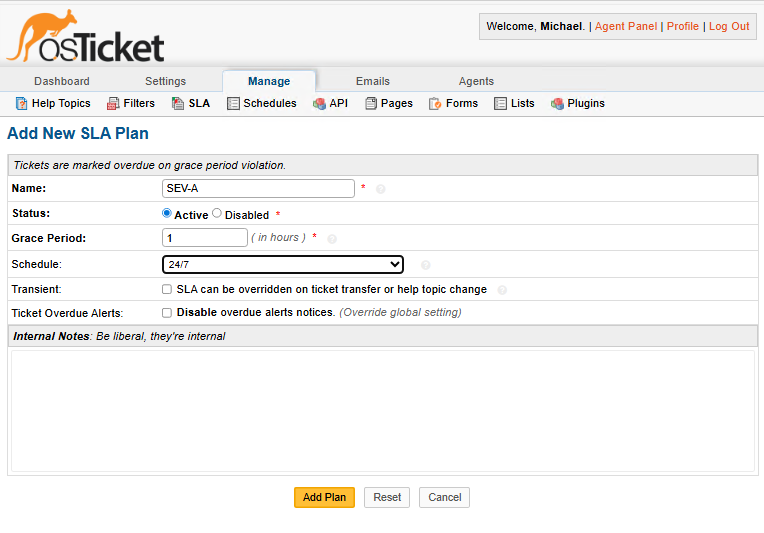 osTicket
Welcome, Michael. | Agent Panel | Profile | Log Out
Dashboard Settings Manage Emails Agents
Help Topics Filters SLA Schedules API Pages Forms Lists Plugins
Add New SLA Plan
Tickets are marked overdue on grace period violation.
Name: SEV-A *
Status: Active Disabled *
Grace Period: 1 ( in hours ) *
Schedule: 24/7
Transient: SLA can be overridden on ticket transfer or help topic change
Ticket Overdue Alerts: Disable overdue alerts notices. (Override global setting)
Internal Notes: Be liberal, they're internal
Add Plan Reset Cancel